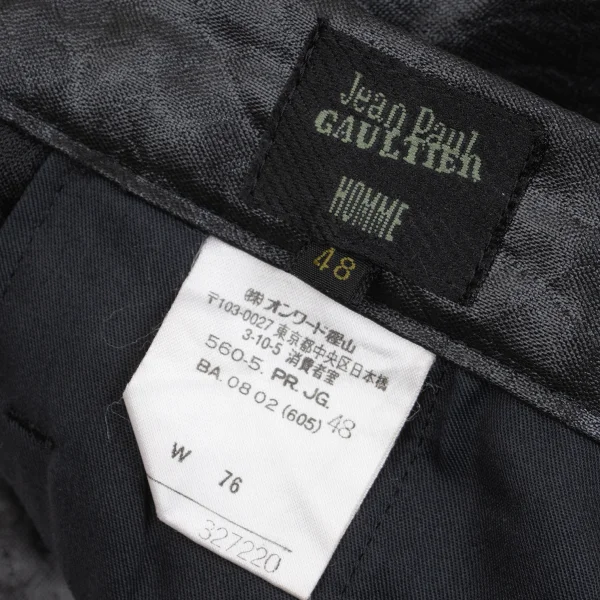 Jean Paul
GAULTIER
HOMME
48
(株)オンワード樫山
〒103-0027 東京都中央区日本橋
3-10-5 消費者室
560-5. PR. JG.
BA. 0802 (605) 48
W 76
327220